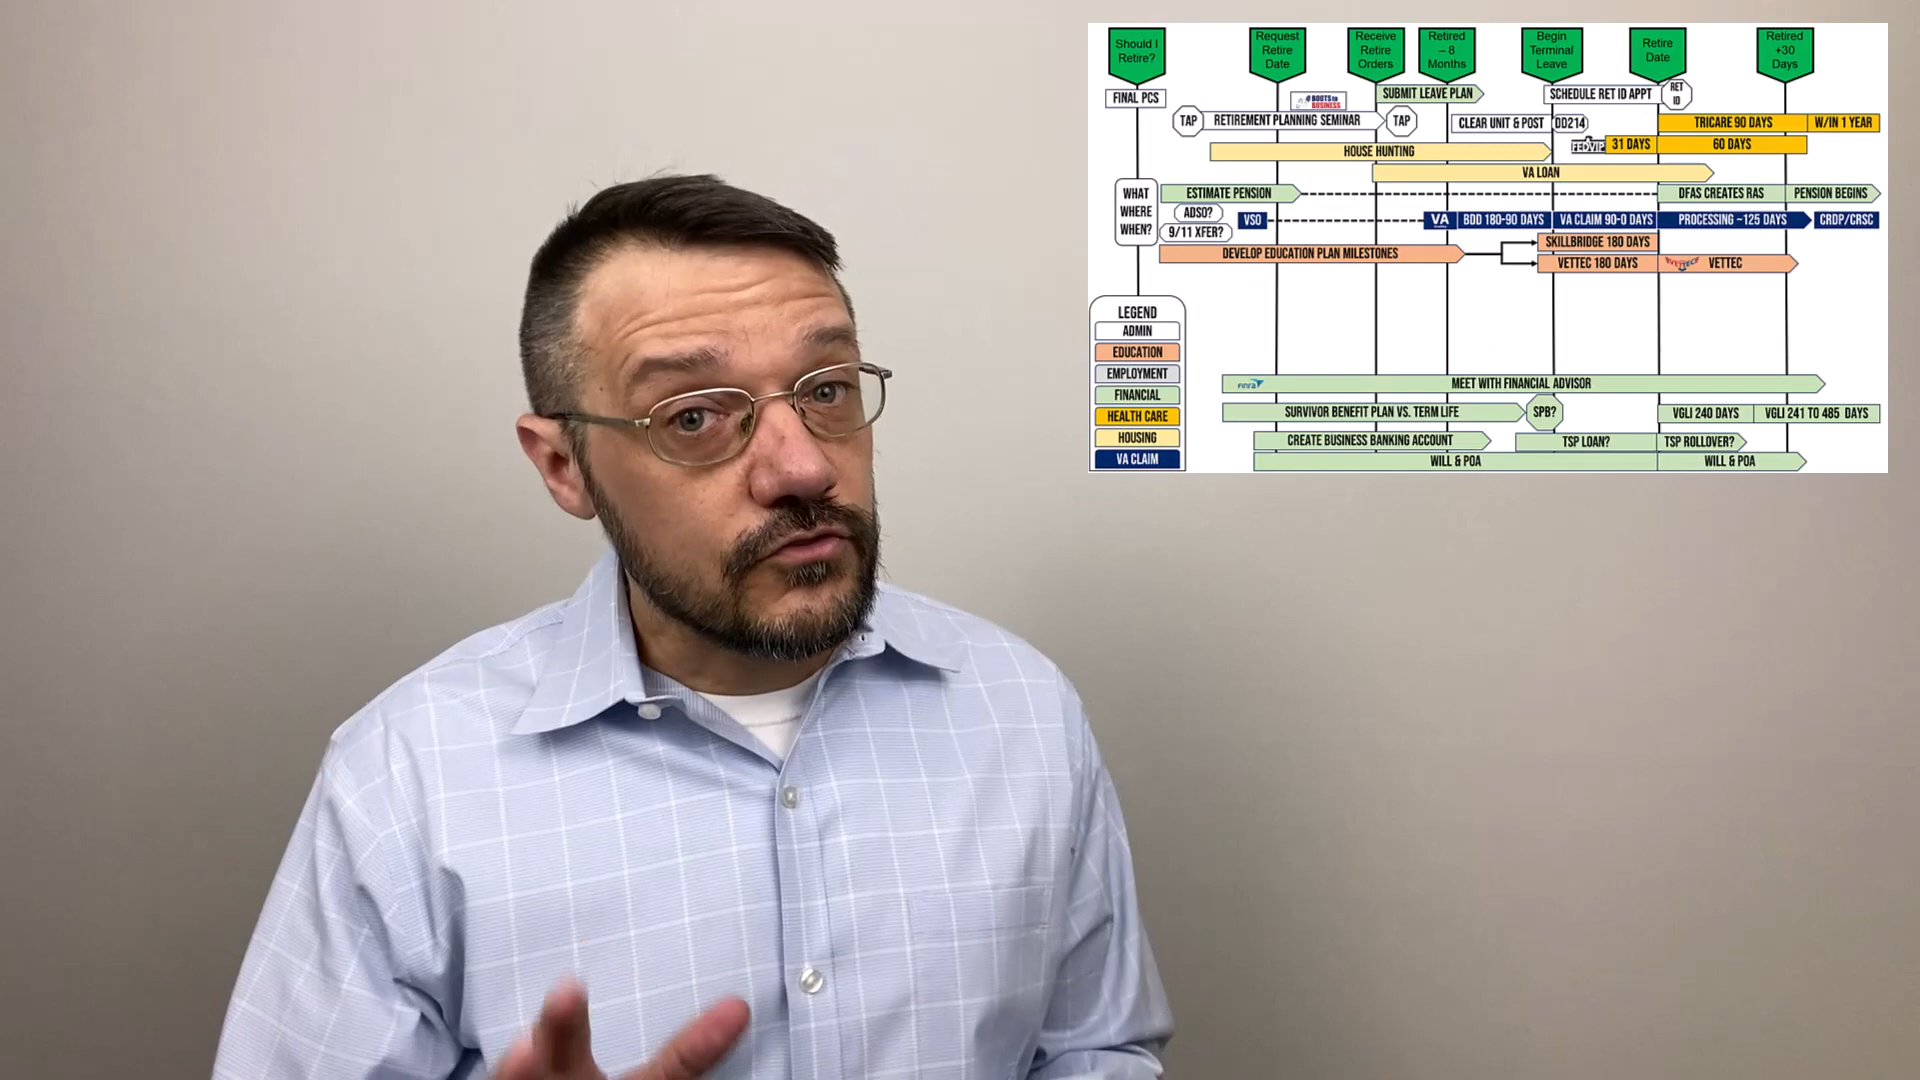 Should I
Retire?
Request
Retire
Date
Receive
Retire
Orders
Retired
– 8
Months
Begin
Terminal
Leave
Retire
Date
Retired
+30
Days
FINAL PCS
#BOOTS to
BUSINESS
SUBMIT LEAVE PLAN
SCHEDULE RET ID APPT
RET
ID
TAP
RETIREMENT PLANNING SEMINAR
TAP
CLEAR UNIT & POST
DD214
TRICARE 90 DAYS
W/IN 1 YEAR
HOUSE HUNTING
FEDVIP
31 DAYS
60 DAYS
VA LOAN
WHAT
WHERE
WHEN?
ESTIMATE PENSION
DFAS CREATES RAS
PENSION BEGINS
ADSO?
9/11 XFER?
VSO
VA
BDD 180-90 DAYS
VA CLAIM 90-0 DAYS
PROCESSING ~125 DAYS
CRDP/CRSC
DEVELOP EDUCATION PLAN MILESTONES
SKILLBRIDGE 180 DAYS
VETTEC 180 DAYS
VETTEC
VETTEC
LEGEND
ADMIN
EDUCATION
EMPLOYMENT
FINANCIAL
HEALTH CARE
HOUSING
VA CLAIM
Finra
MEET WITH FINANCIAL ADVISOR
SURVIVOR BENEFIT PLAN VS. TERM LIFE
SPB?
VGLI 240 DAYS
VGLI 241 TO 485 DAYS
CREATE BUSINESS BANKING ACCOUNT
TSP LOAN?
TSP ROLLOVER?
WILL & POA
WILL & POA